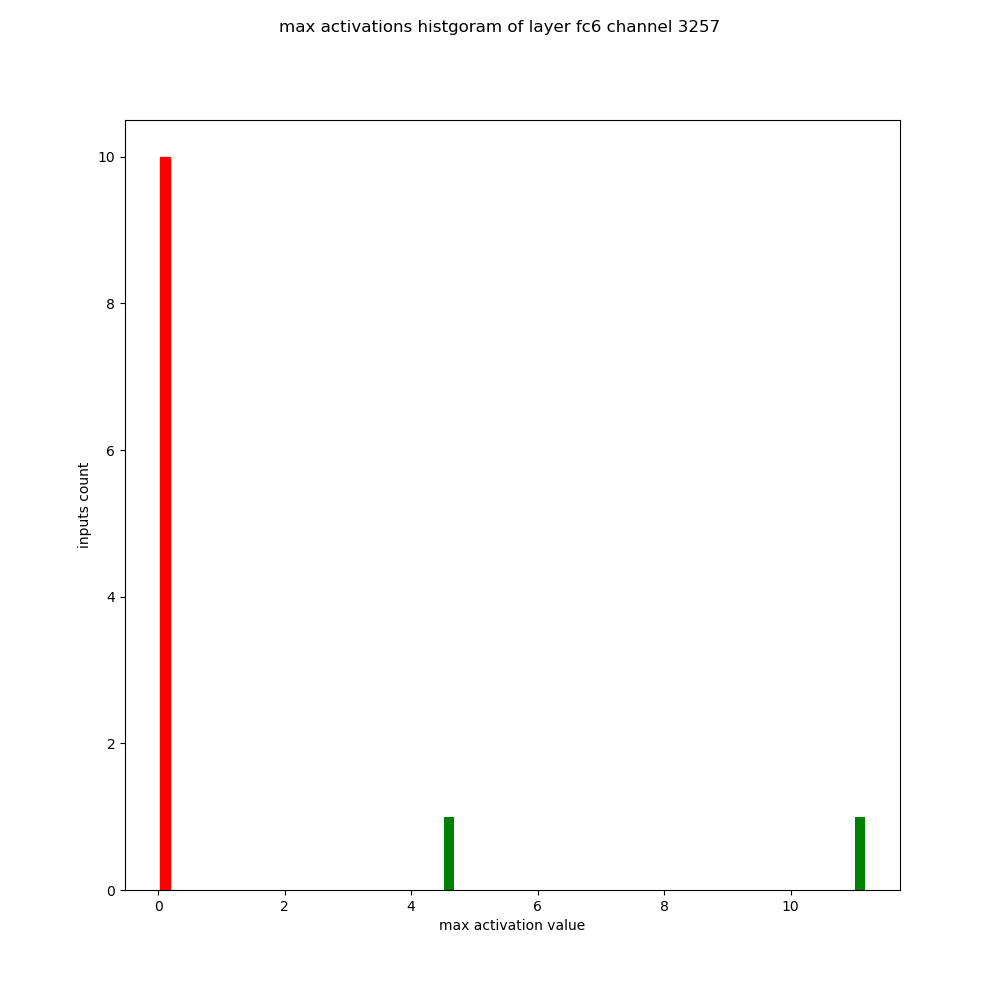 max activations histgoram of layer fc6 channel 3257
10
8
6
4
2
0
inputs count
0 2 4 6 8 10
max activation value